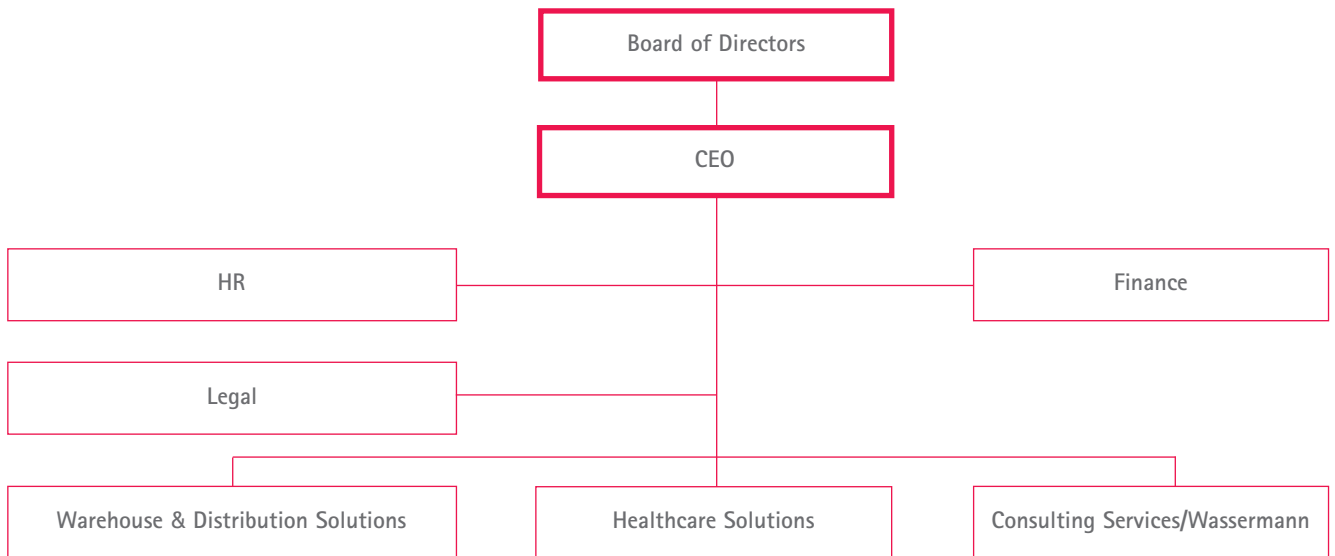 Board of Directors
CEO
HR
Finance
Legal
Warehouse & Distribution Solutions
Healthcare Solutions
Consulting Services/Wassermann